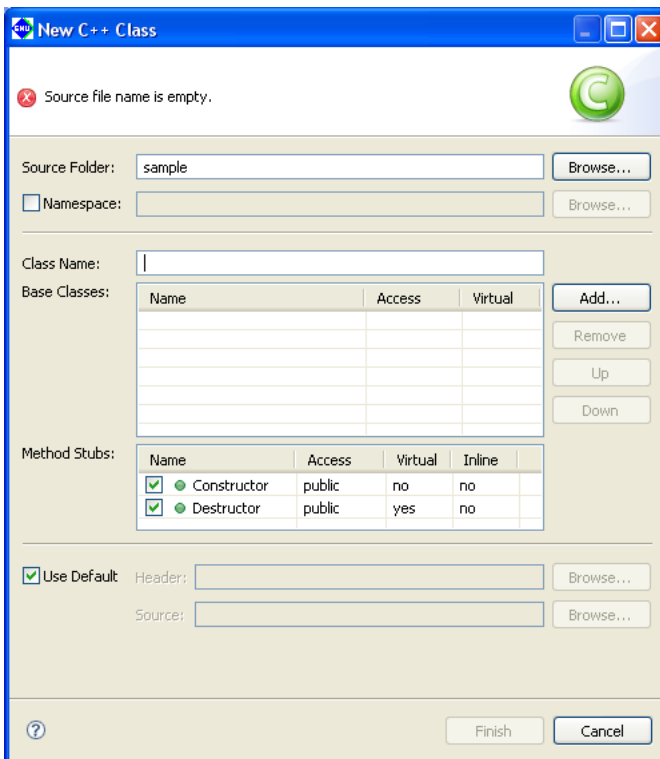 New C++ Class
Source file name is empty.
Source Folder: sample Browse...
Namespace: Browse...
Class Name:
Base Classes: Name Access Virtual Add...
Remove
Up
Down
Method Stubs: Name Access Virtual Inline
Constructor public no no
Destructor public yes no
Use Default Header: Browse...
Source: Browse...
? Finish Cancel